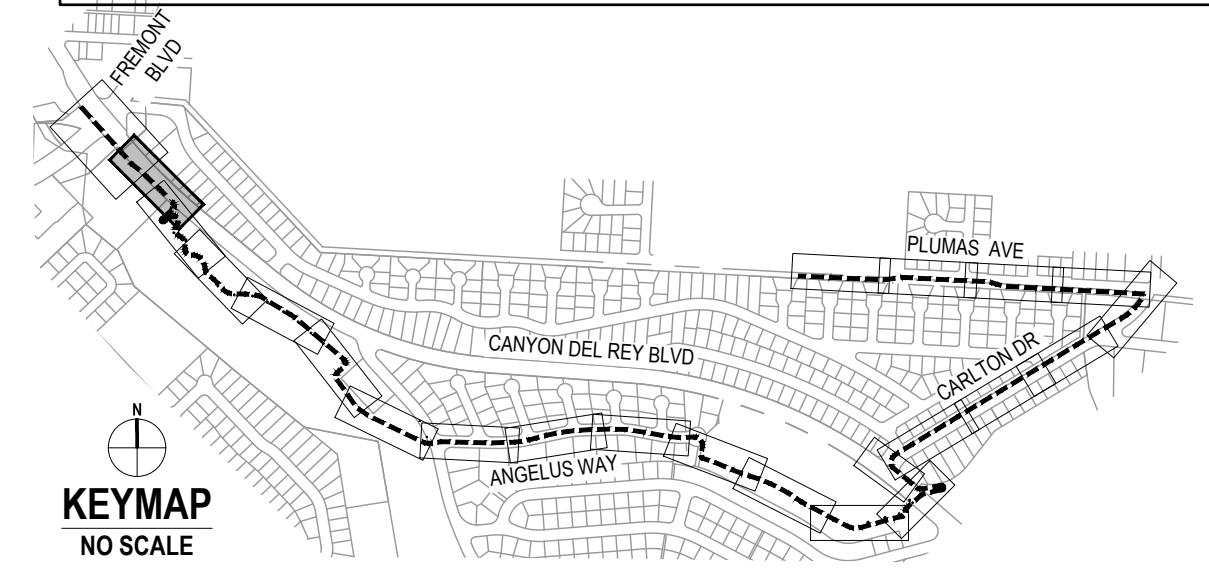 FREMONT
BLVD
PLUMAS AVE
CANYON DEL REY BLVD
CARLTON DR
ANGELUS WAY
N
KEYMAP
NO SCALE